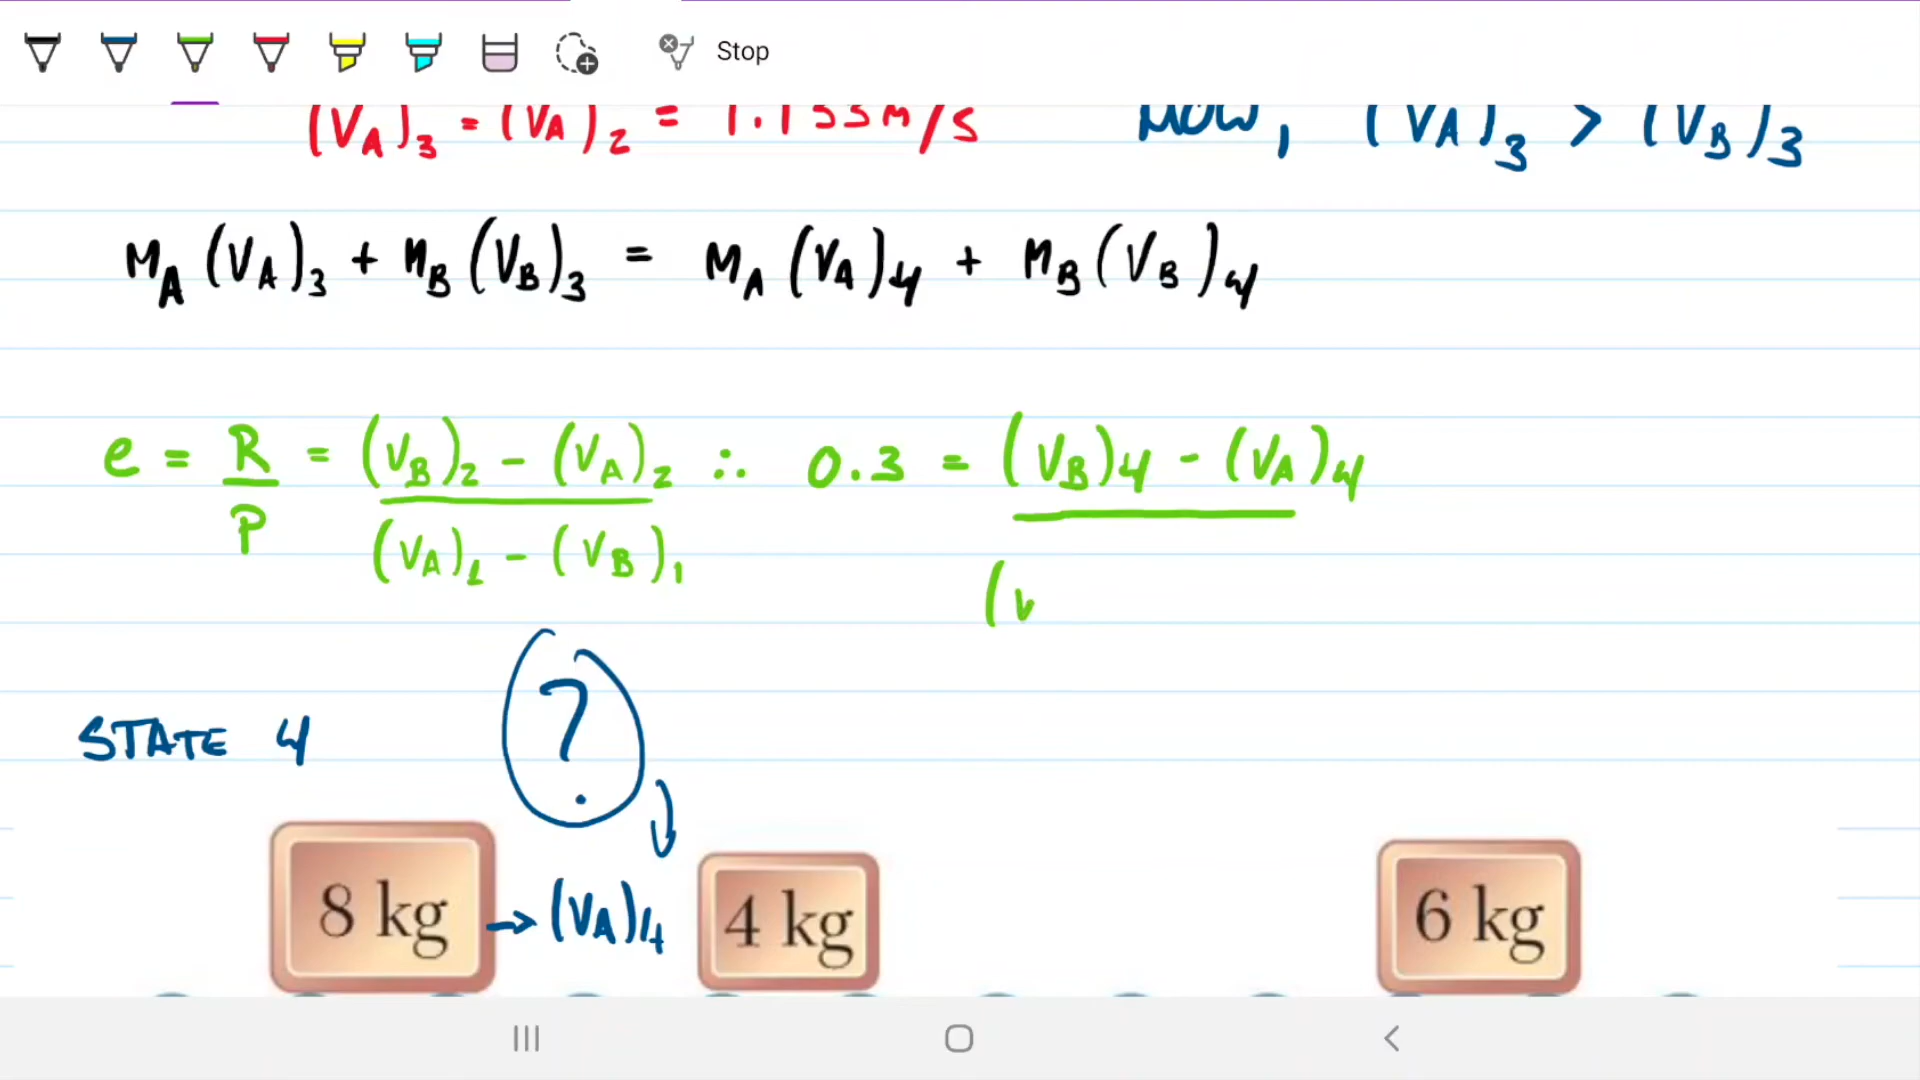 Stop
(VA)3 = (VA)2 = 1.133 m/s
NOW, (VA)3 > (VB)3
MA (VA)3 + MB (VB)3 = MA (VA)4 + MB (VB)4
e = R/P = (VB)2 - (VA)2 / (VA)1 - (VB)1 ∴ 0.3 = (VB)4 - (VA)4 /
(V
?
STATE 4
8 kg → (VA)4 4 kg 6 kg